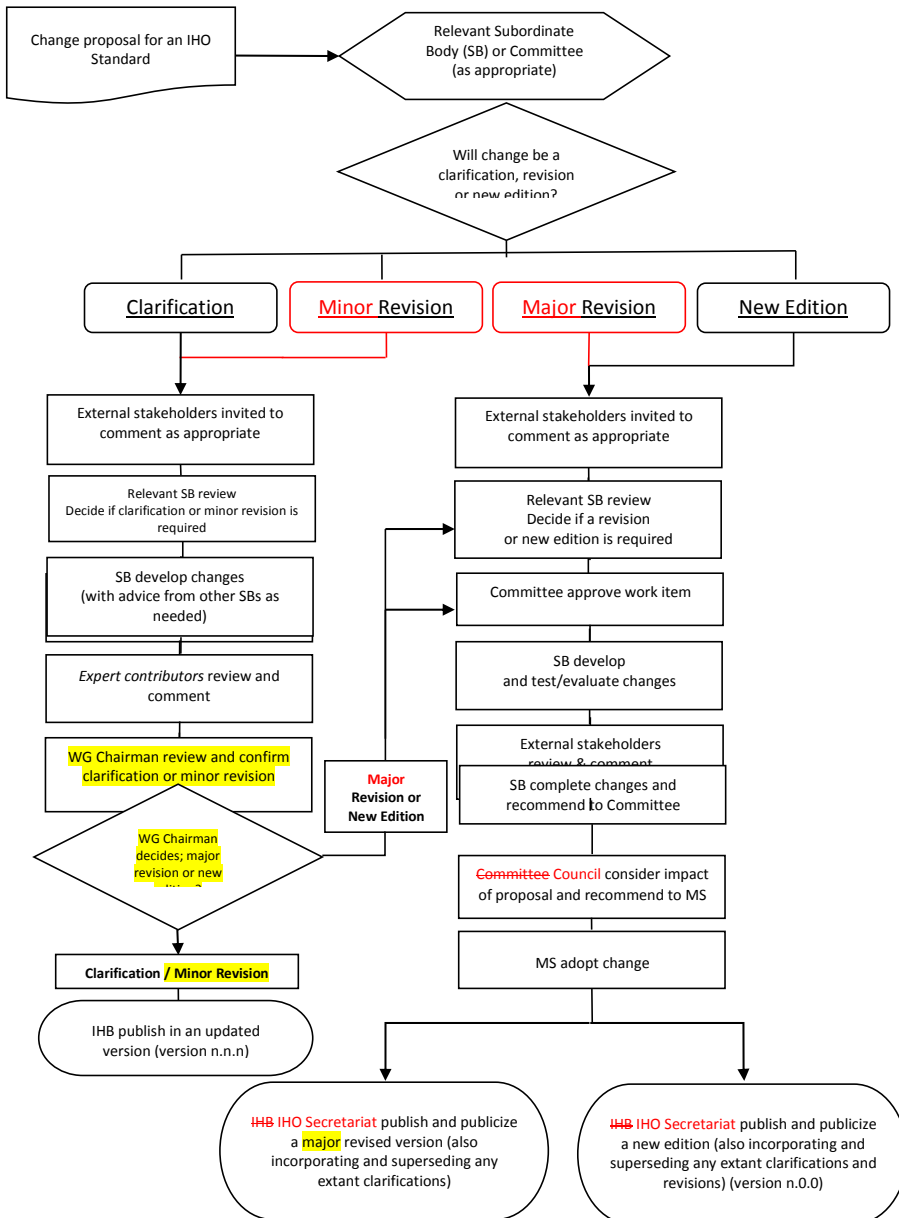 Change proposal for an IHO
Standard
Relevant Subordinate
Body (SB) or Committee
(as appropriate)
Will change be a
clarification, revision
or new edition?
Clarification
Minor Revision
Major Revision
New Edition
External stakeholders invited to
comment as appropriate
Relevant SB review
Decide if clarification or minor revision is
required
SB develop changes
(with advice from other SBs as
needed)
Expert contributors review and
comment
WG Chairman review and confirm
clarification or minor revision
WG Chairman
decides; major
revision or new
Clarification / Minor Revision
IHB publish in an updated
version (version n.n.n)
Major
Revision or
New Edition
External stakeholders invited to
comment as appropriate
Relevant SB review
Decide if a revision
or new edition is required
Committee approve work item
SB develop
and test/evaluate changes
External stakeholders
review & comment
SB complete changes and
recommend to Committee
Committee Council consider impact
of proposal and recommend to MS
MS adopt change
IHB IHO Secretariat publish and publicize
a major revised version (also
incorporating and superseding any
extant clarifications)
IHB IHO Secretariat publish and publicize
a new edition (also incorporating and
superseding any extant clarifications and
revisions) (version n.0.0)